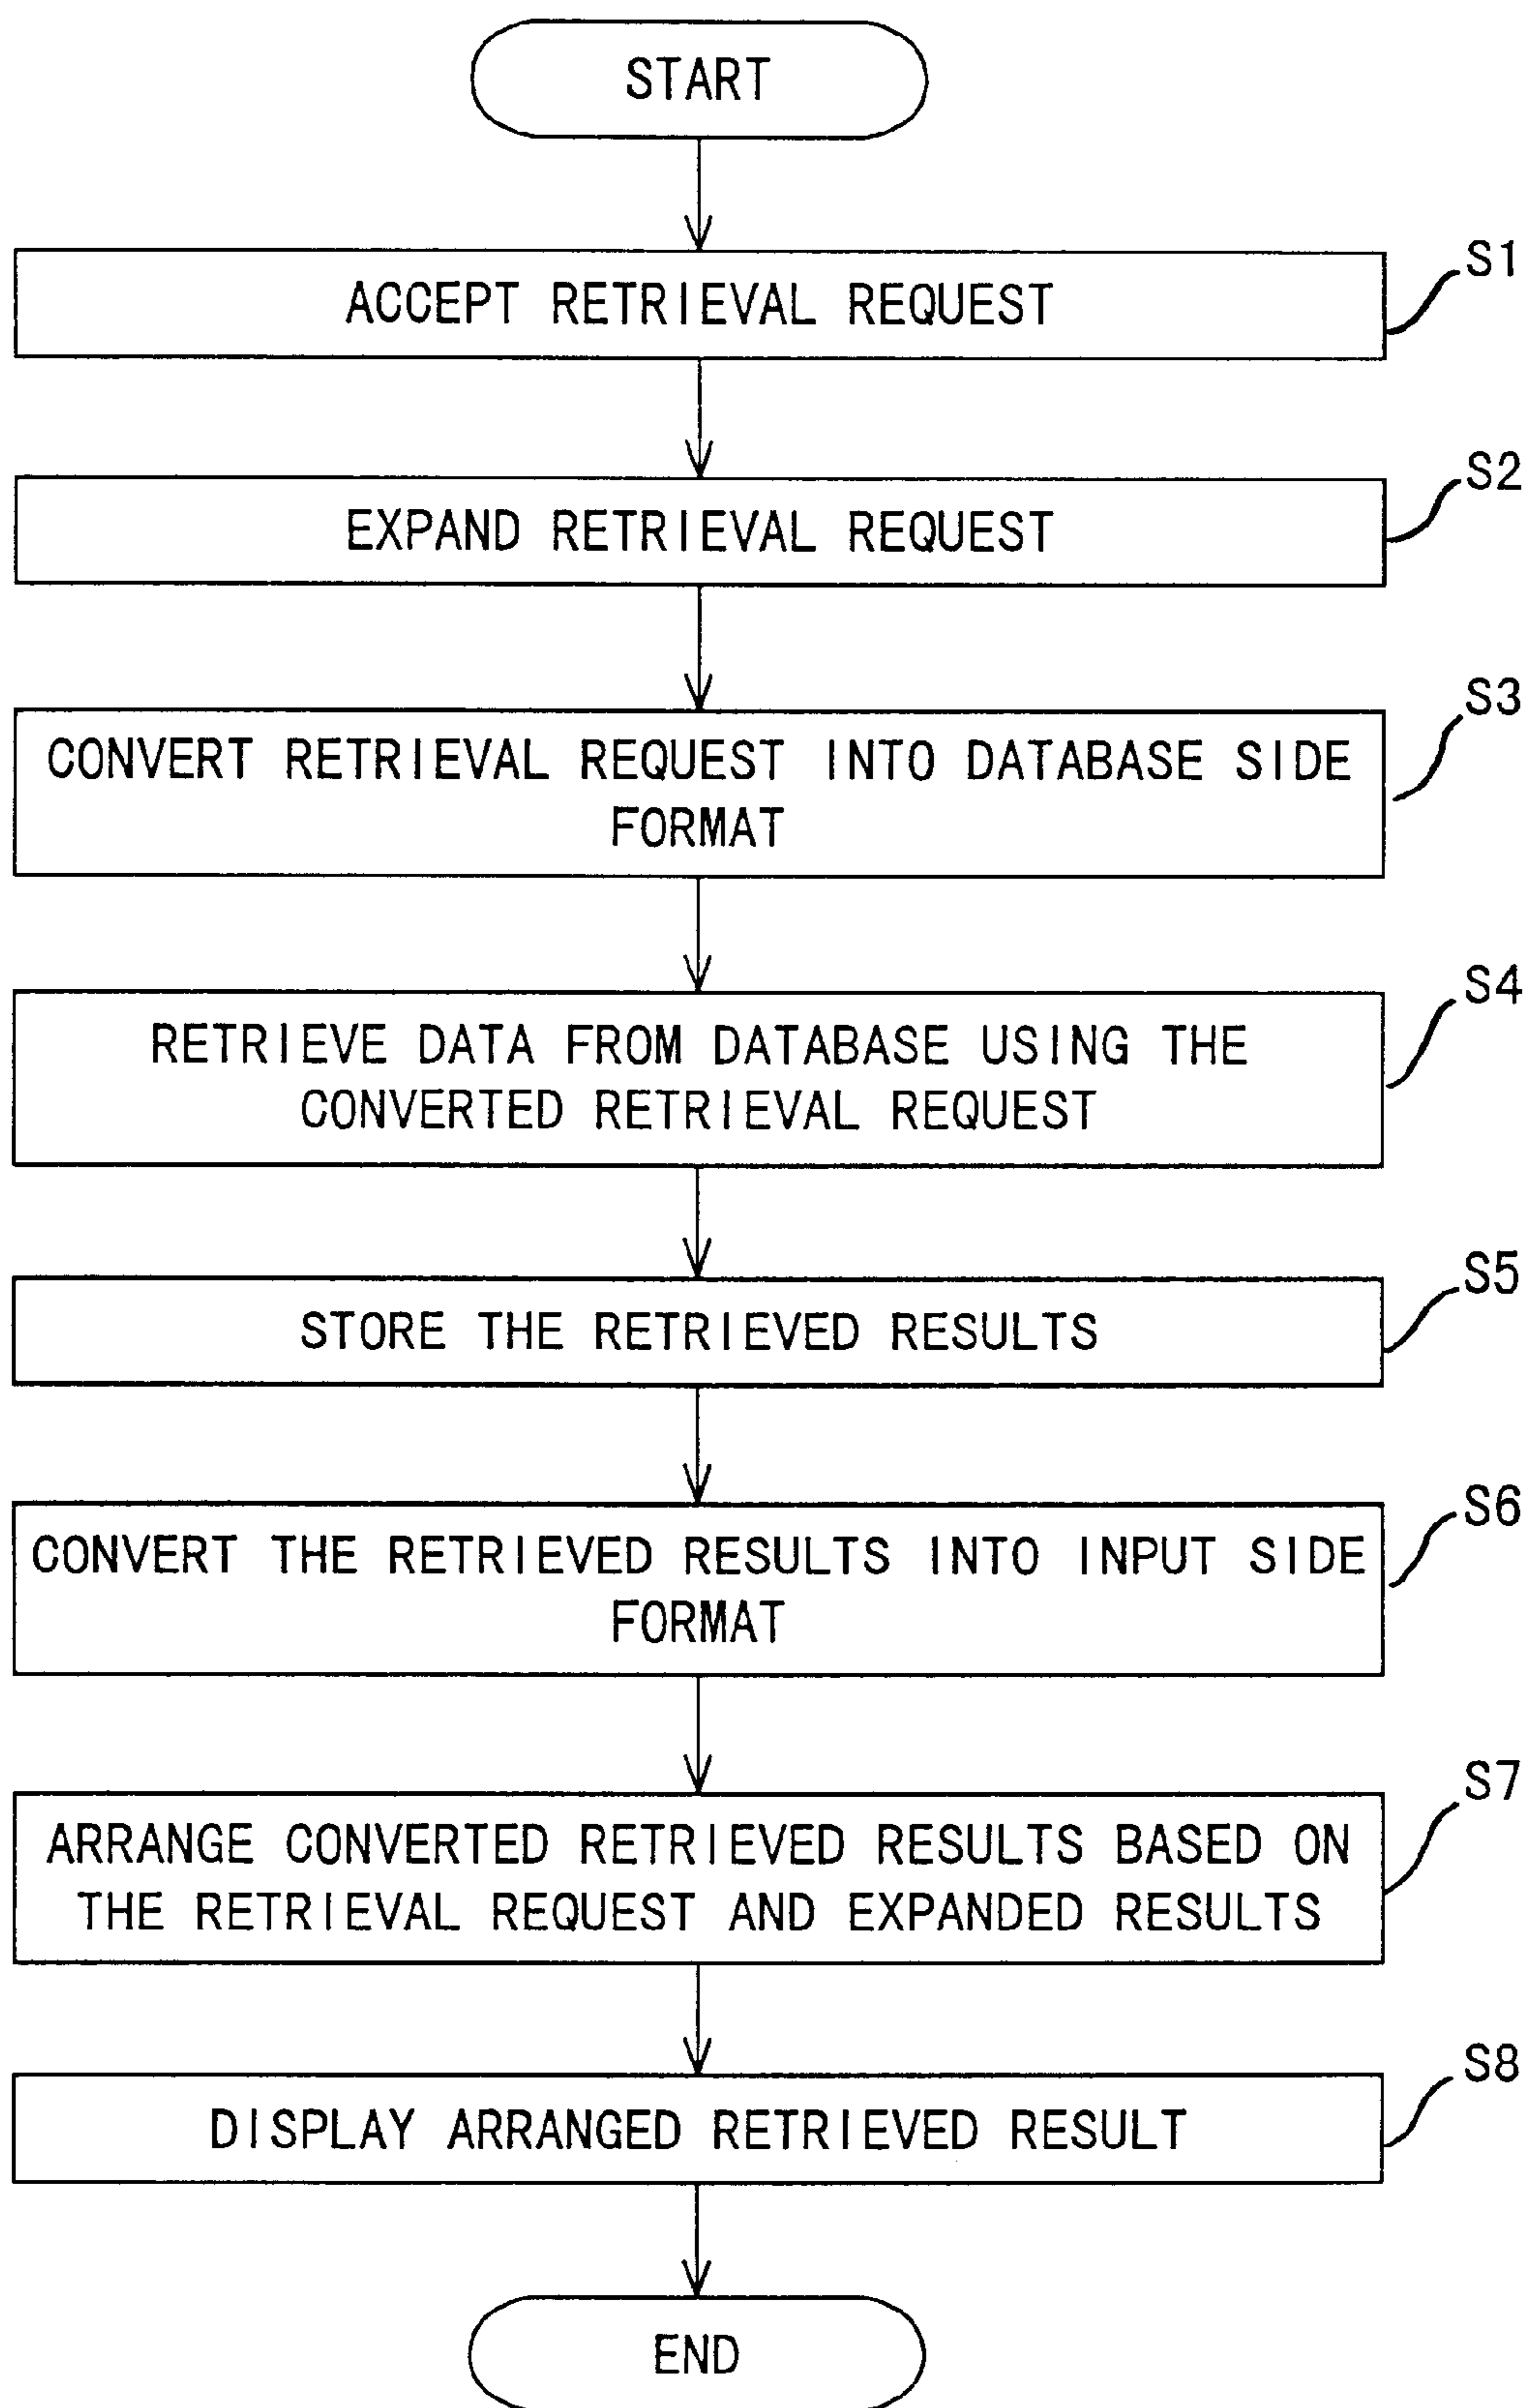 START
S1
ACCEPT RETRIEVAL REQUEST
S2
EXPAND RETRIEVAL REQUEST
S3
CONVERT RETRIEVAL REQUEST INTO DATABASE SIDE
FORMAT
S4
RETRIEVE DATA FROM DATABASE USING THE
CONVERTED RETRIEVAL REQUEST
S5
STORE THE RETRIEVED RESULTS
S6
CONVERT THE RETRIEVED RESULTS INTO INPUT SIDE
FORMAT
S7
ARRANGE CONVERTED RETRIEVED RESULTS BASED ON
THE RETRIEVAL REQUEST AND EXPANDED RESULTS
S8
DISPLAY ARRANGED RETRIEVED RESULT
END